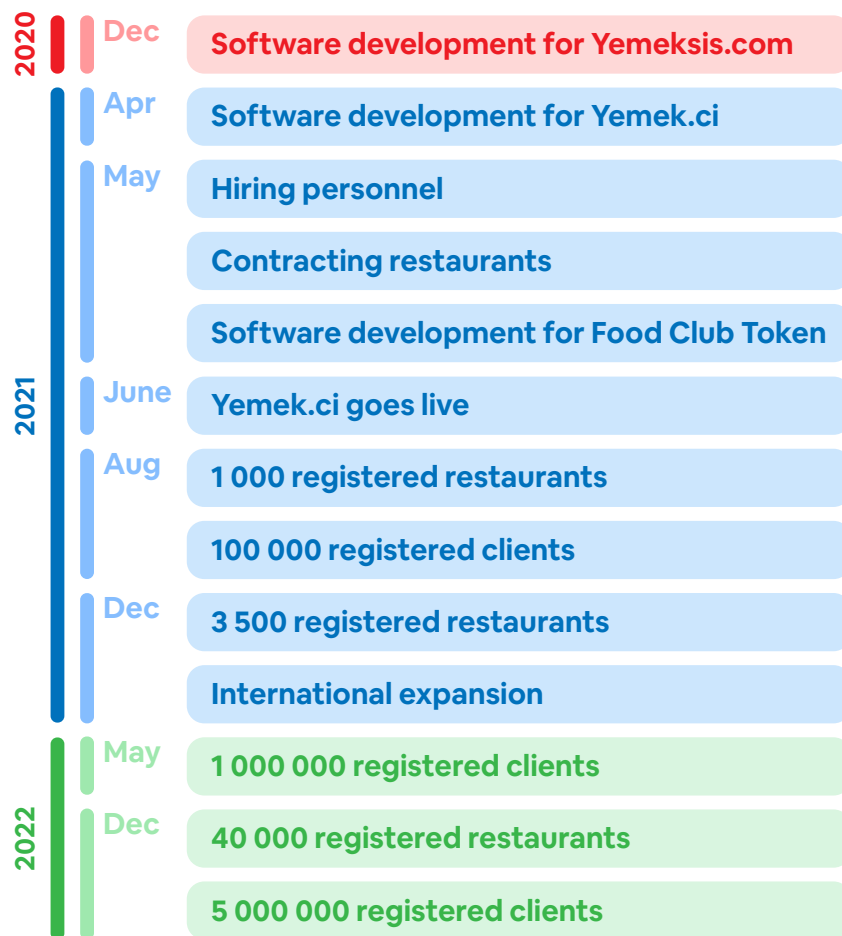 2020
Dec
Software development for Yemeksis.com
2021
Apr
Software development for Yemek.ci
May
Hiring personnel
Contracting restaurants
Software development for Food Club Token
June
Yemek.ci goes live
Aug
1 000 registered restaurants
100 000 registered clients
Dec
3 500 registered restaurants
International expansion
2022
May
1 000 000 registered clients
Dec
40 000 registered restaurants
5 000 000 registered clients